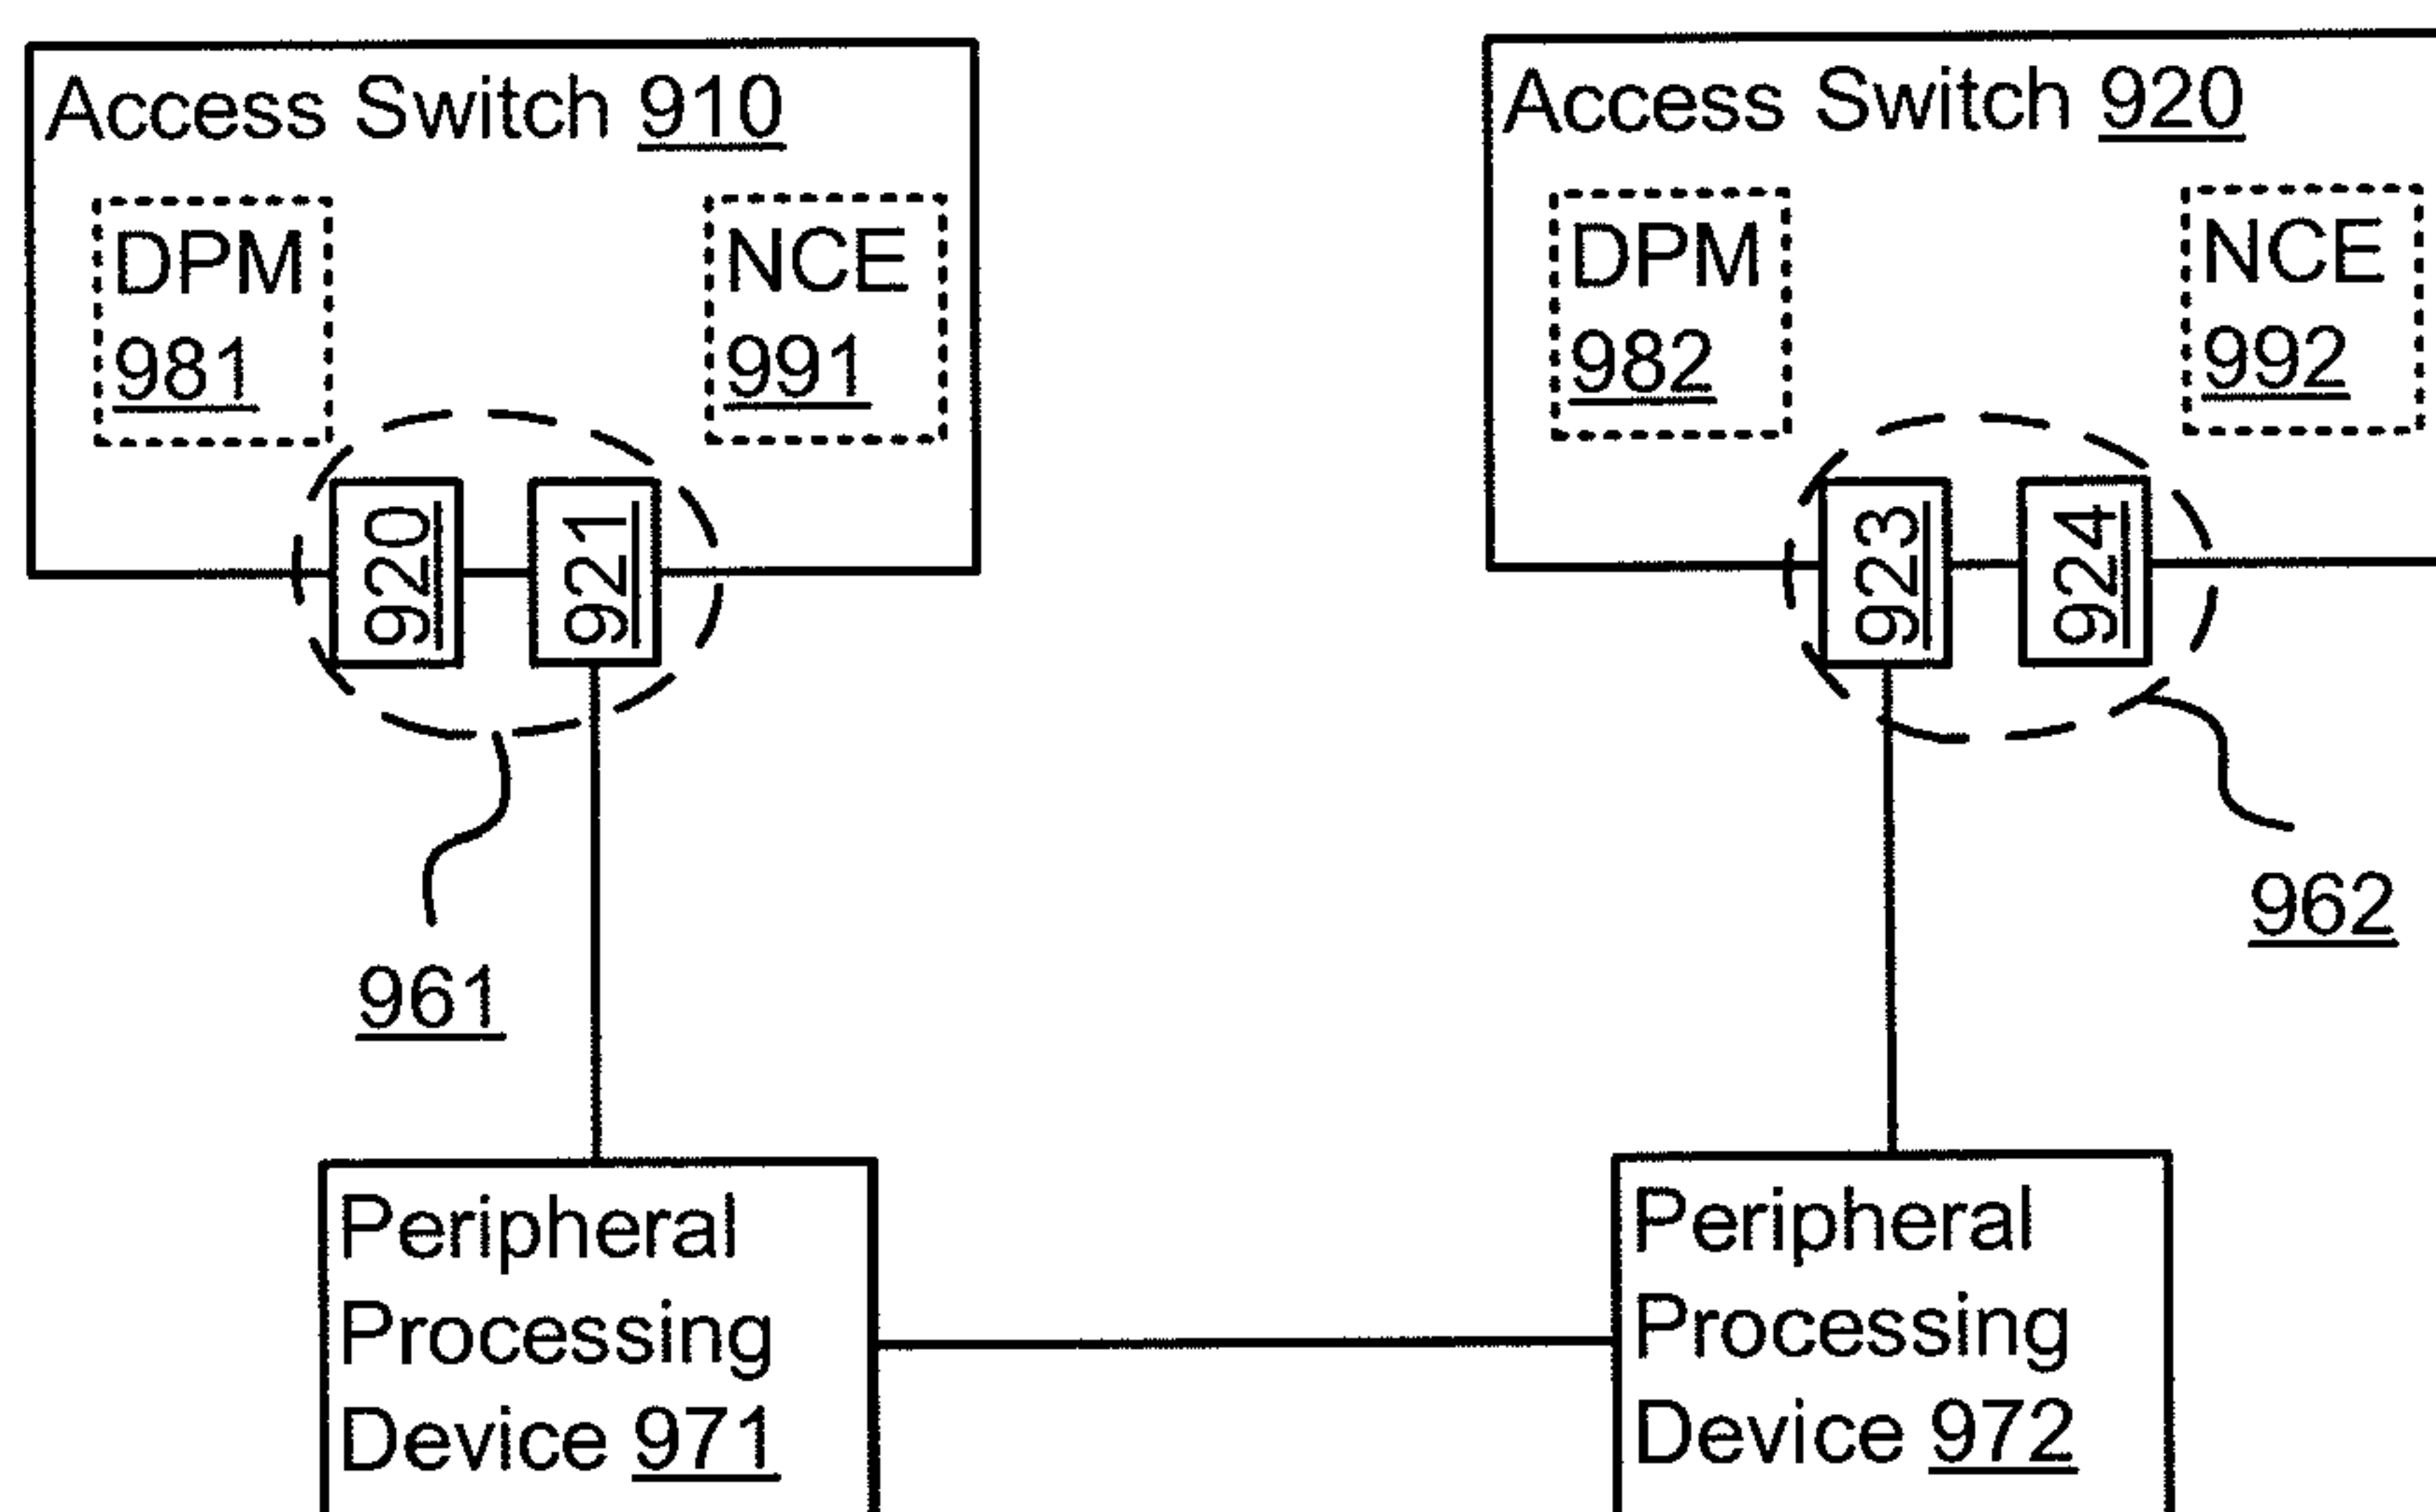 Access Switch 910
DPM
981
NCE
991
920
921
961
Access Switch 920
DPM
982
NCE
992
923
924
962
Peripheral
Processing
Device 971
Peripheral
Processing
Device 972